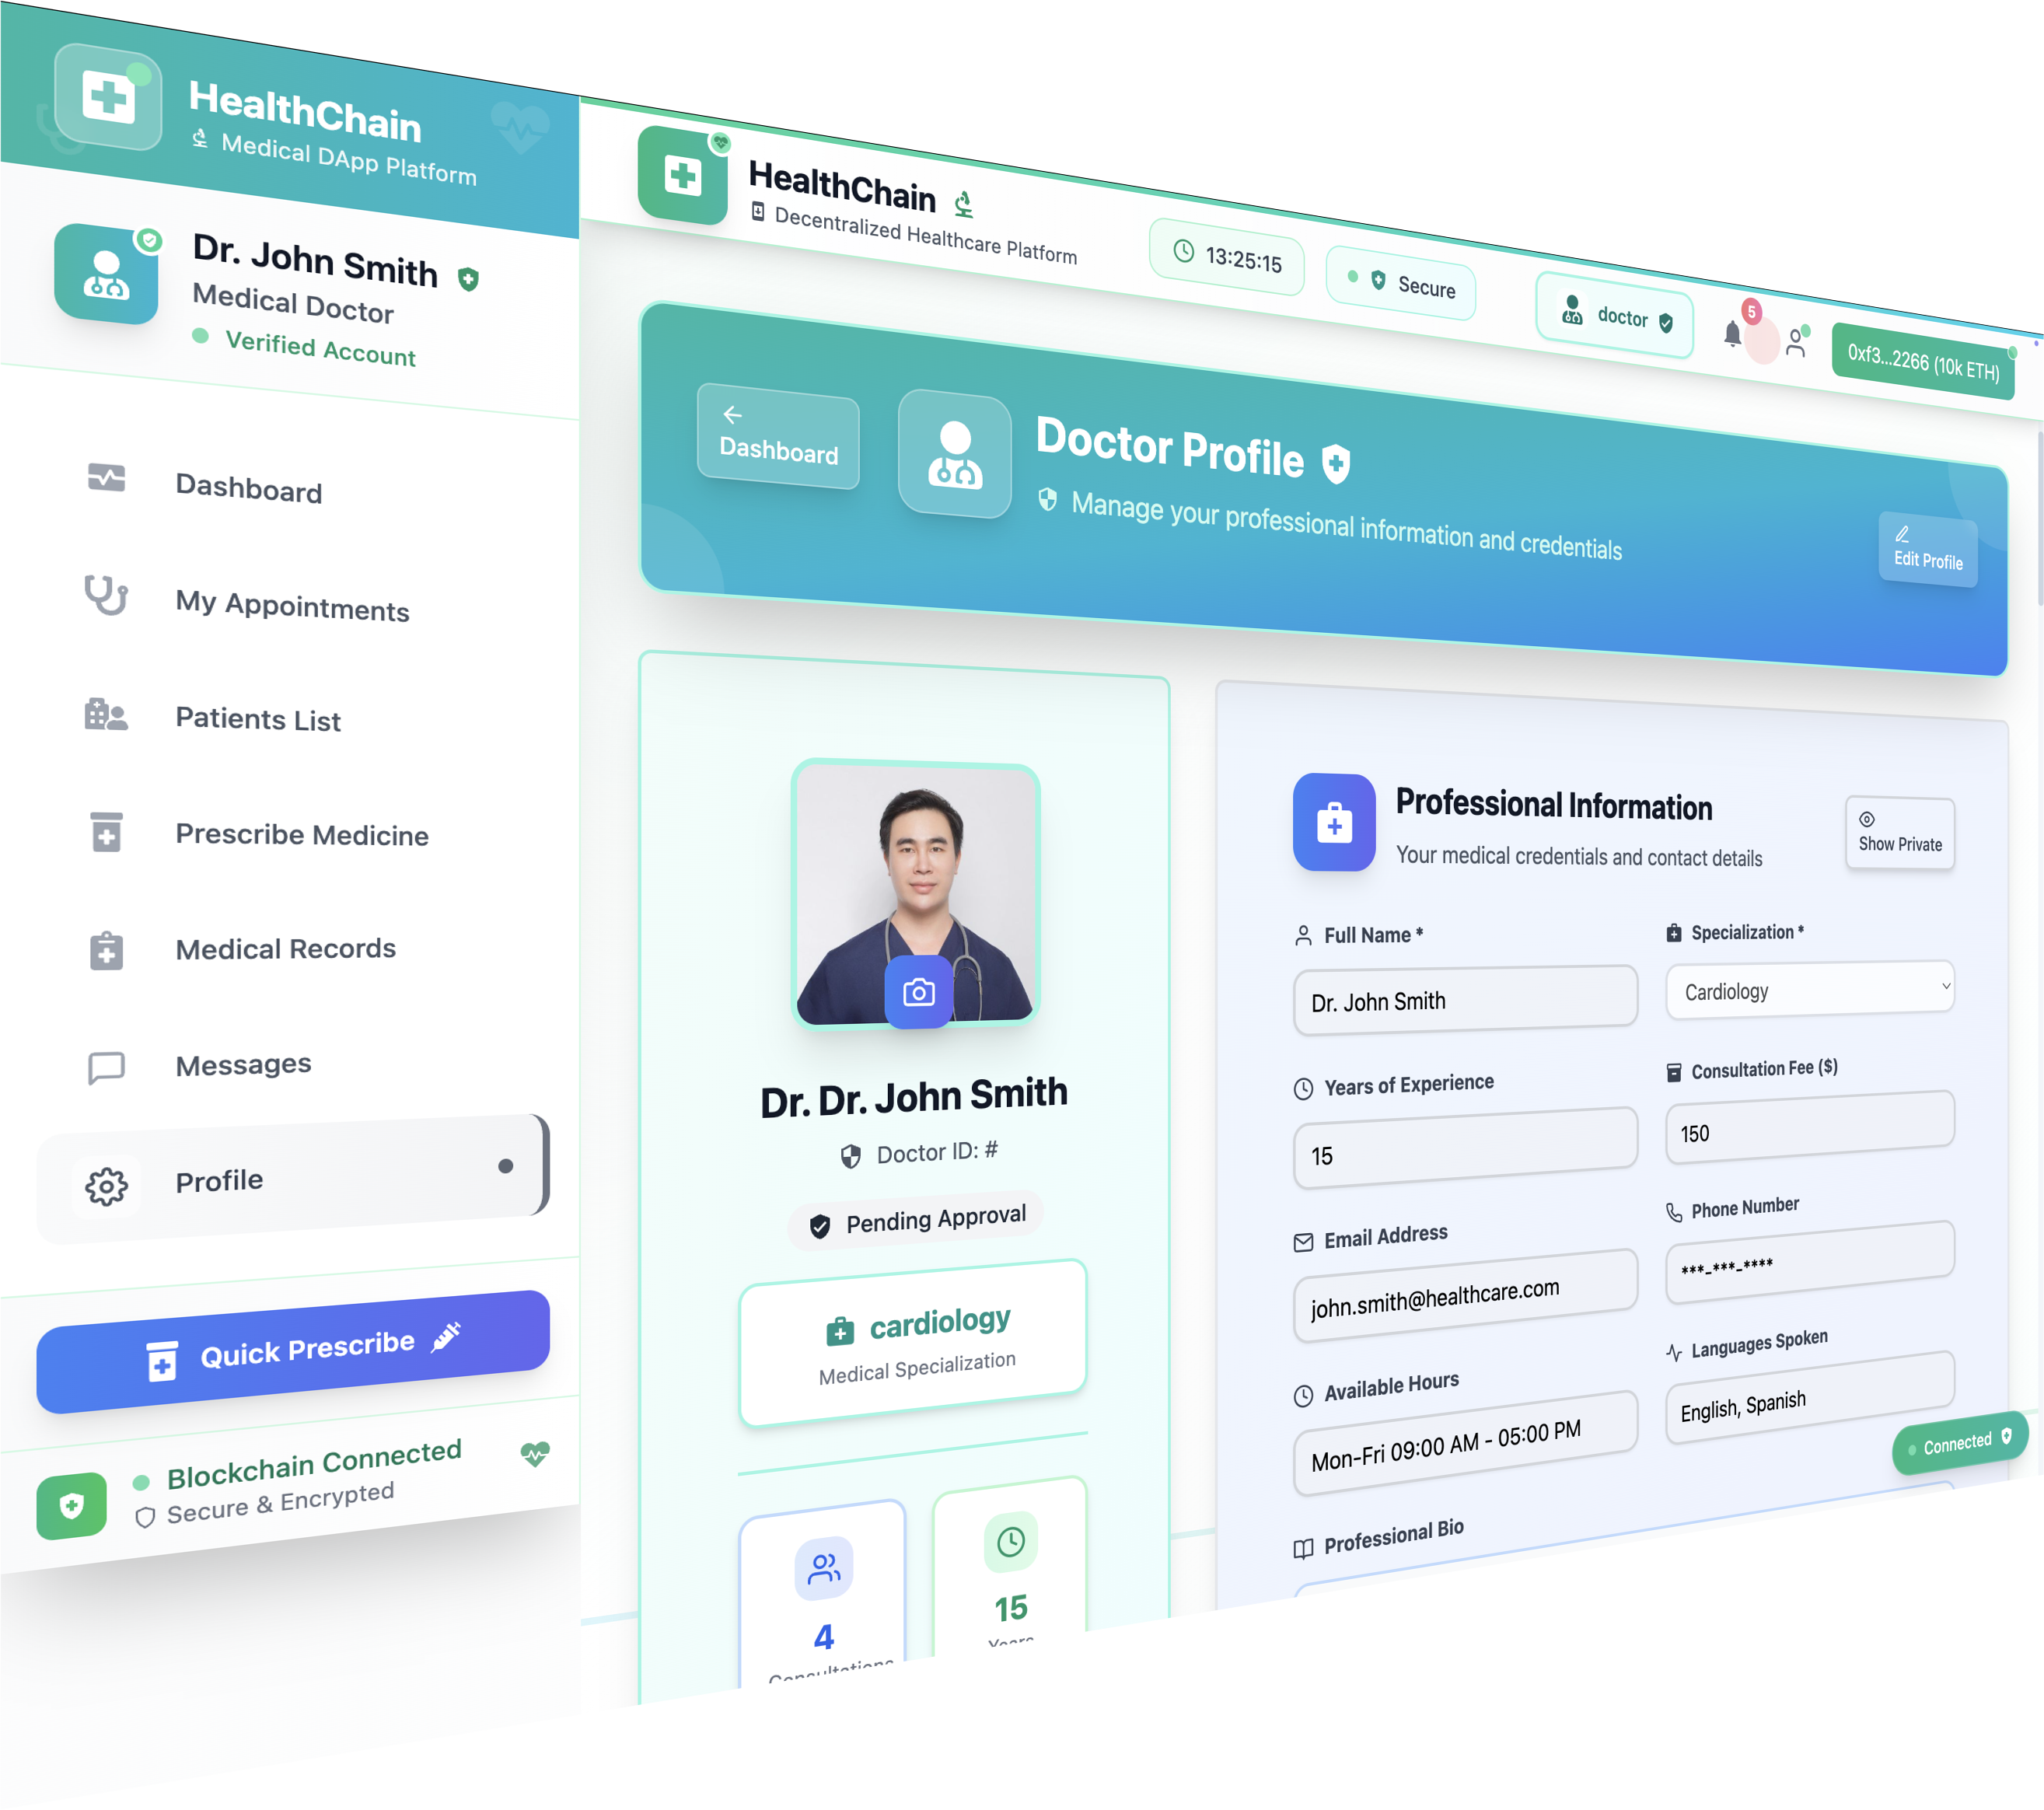 HealthChain
Medical DApp Platform
Dr. John Smith
Medical Doctor
Verified Account
Dashboard
My Appointments
Patients List
Prescribe Medicine
Medical Records
Messages
Profile
Quick Prescribe
Blockchain Connected
Secure & Encrypted
HealthChain
Decentralized Healthcare Platform
13:25:15
Secure
doctor
5
0xf3...2266 (10k ETH)
Dashboard
Doctor Profile
Manage your professional information and credentials
Edit Profile
Dr. Dr. John Smith
Doctor ID: #
Pending Approval
cardiology
Medical Specialization
4
Consultations
15
Years
Professional Information
Your medical credentials and contact details
Show Private
Full Name *
Dr. John Smith
Specialization *
Cardiology
Years of Experience
15
Consultation Fee ($)
150
Email Address
john.smith@healthcare.com
Phone Number
***-***-****
Available Hours
Mon-Fri 09:00 AM - 05:00 PM
Languages Spoken
English, Spanish
Connected
Professional Bio